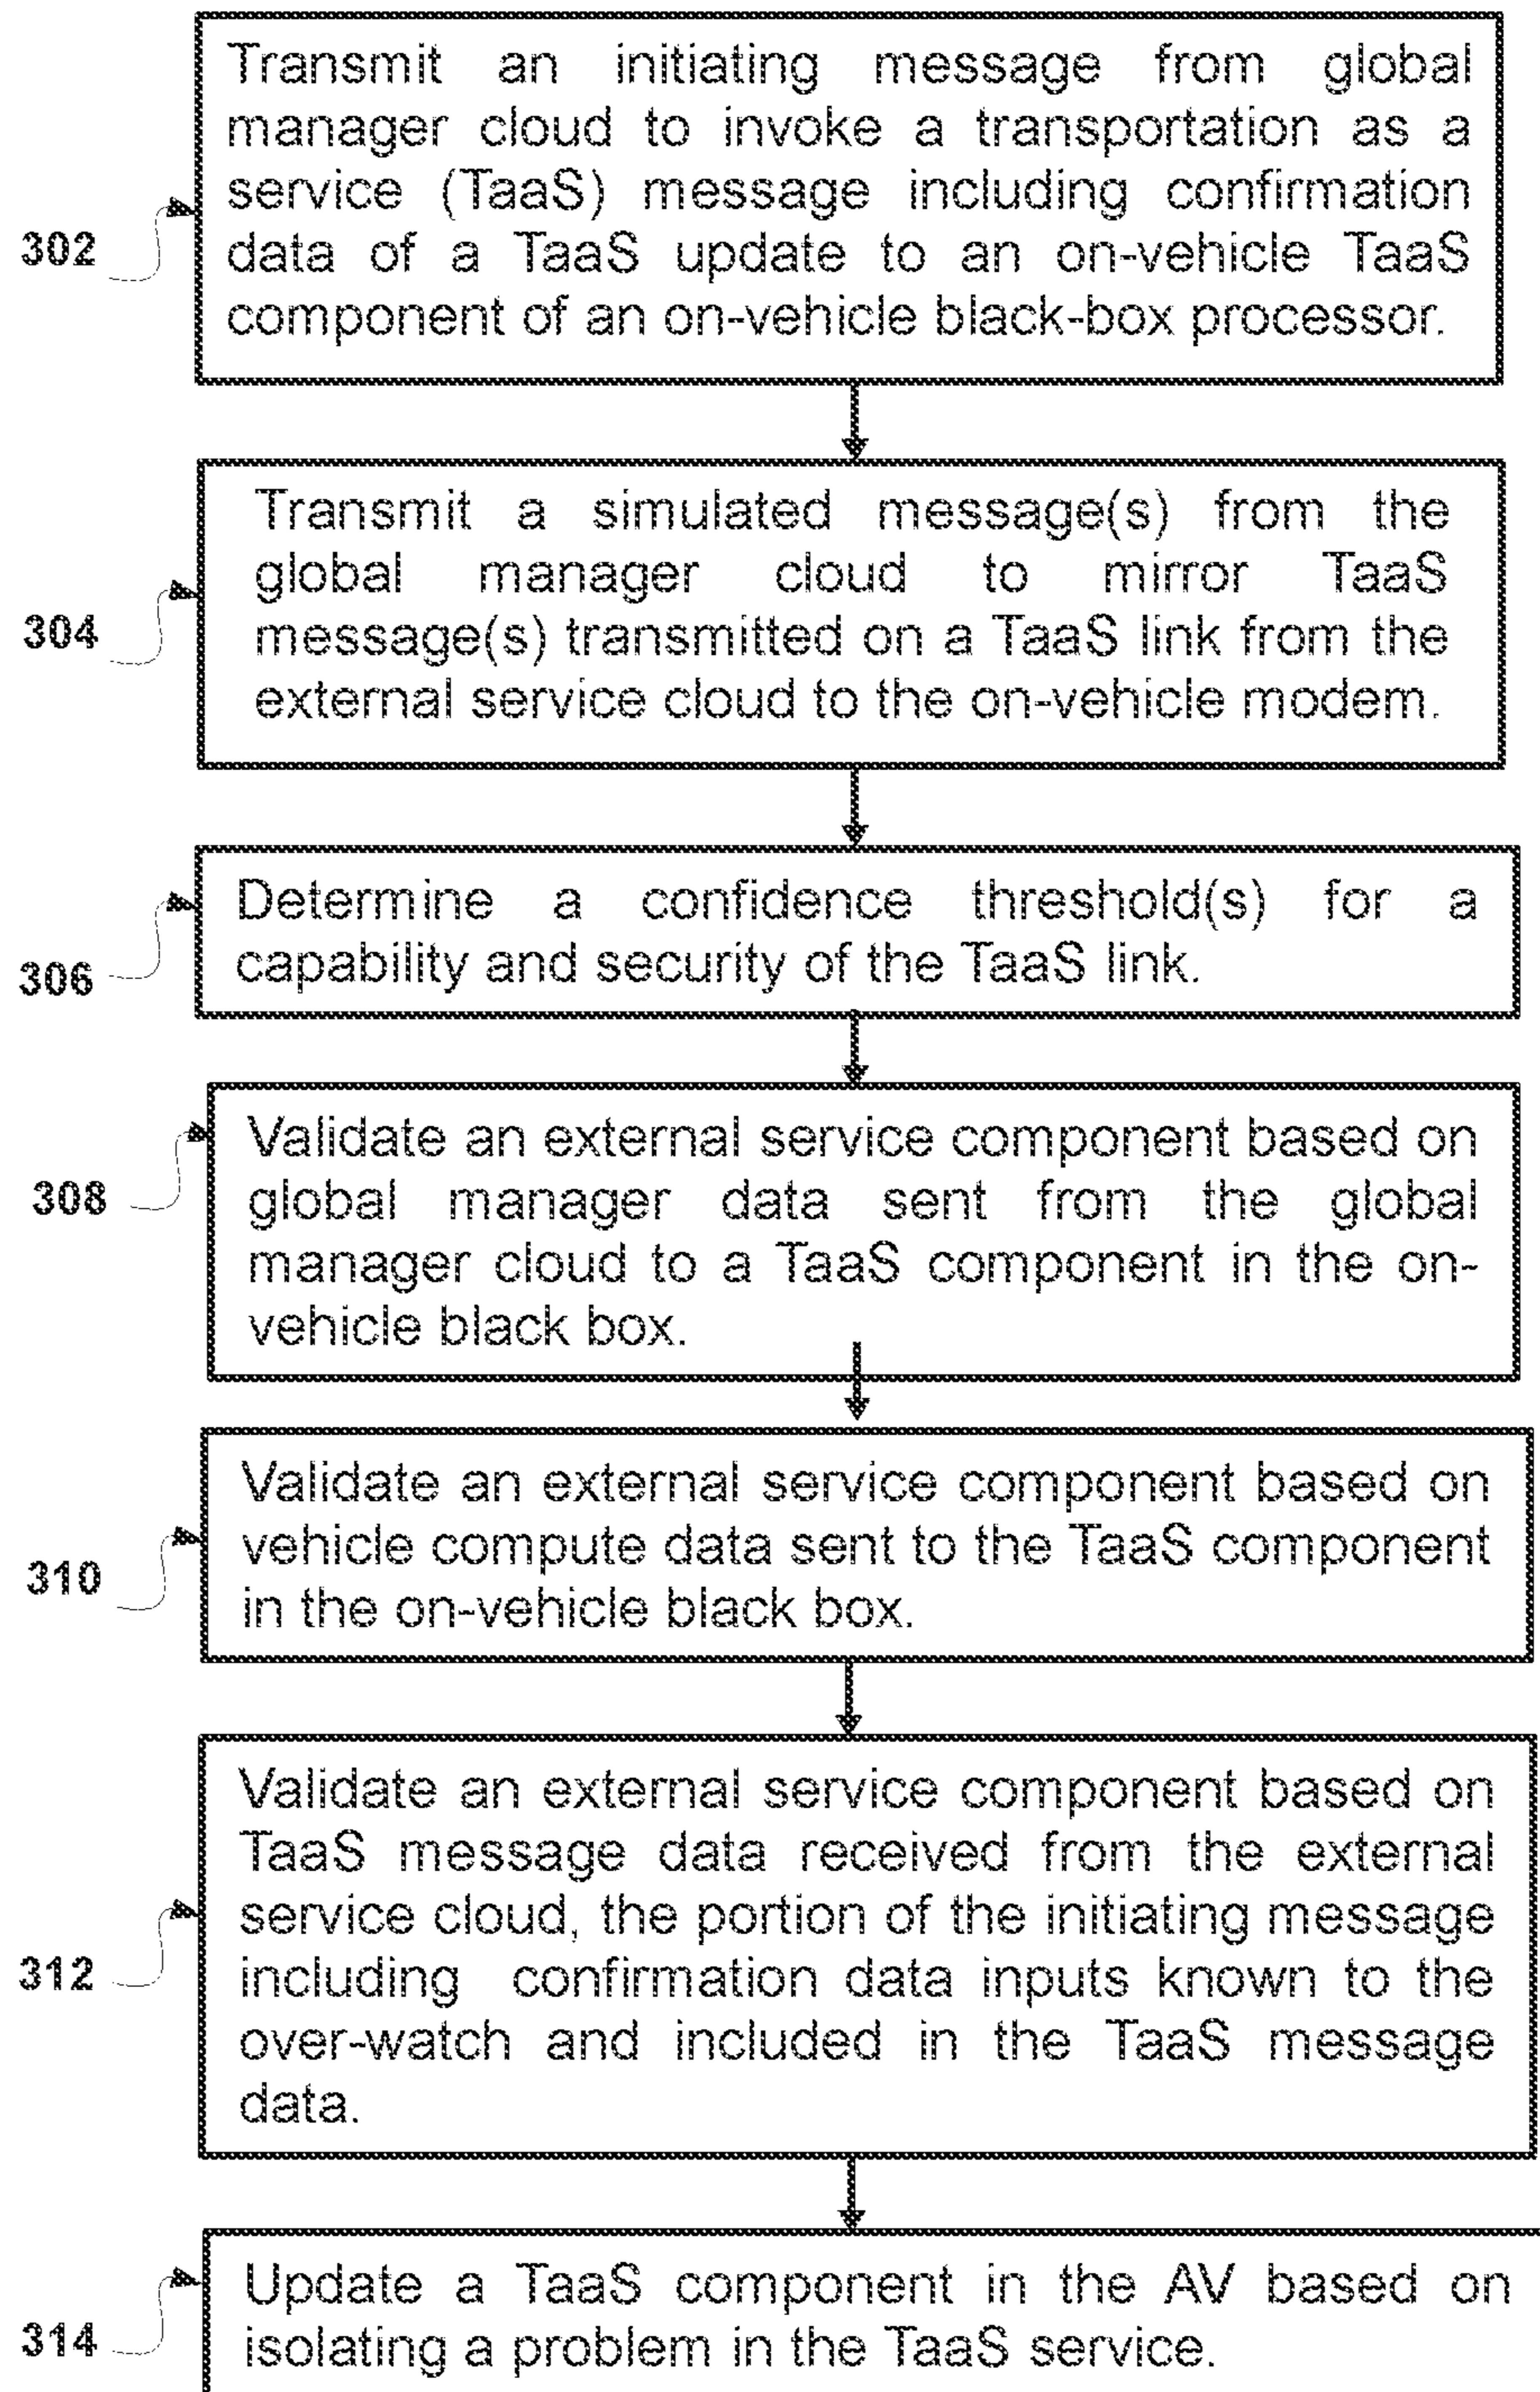 Transmit an initiating message from global
manager cloud to invoke a transportation as a
service (TaaS) message including confirmation
302
data of a TaaS update to an on-vehicle TaaS
component of an on-vehicle black-box processor.
Transmit a simulated message(s) from the
global manager cloud to mirror TaaS
304
message(s) transmitted on a TaaS link from the
external service cloud to the on-vehicle modem.
Determine a confidence threshold(s) for a
306
capability and security of the TaaS link.
Validate an external service component based on
308
global manager data sent from the global
manager cloud to a TaaS component in the on-
vehicle black box.
Validate an external service component based on
vehicle compute data sent to the TaaS component
310
in the on-vehicle black box.
Validate an external service component based on
TaaS message data received from the external
service cloud, the portion of the initiating message
312
including confirmation data inputs known to the
over-watch and included in the TaaS message
data.
Update a TaaS component in the AV based on
314
isolating a problem in the TaaS service.